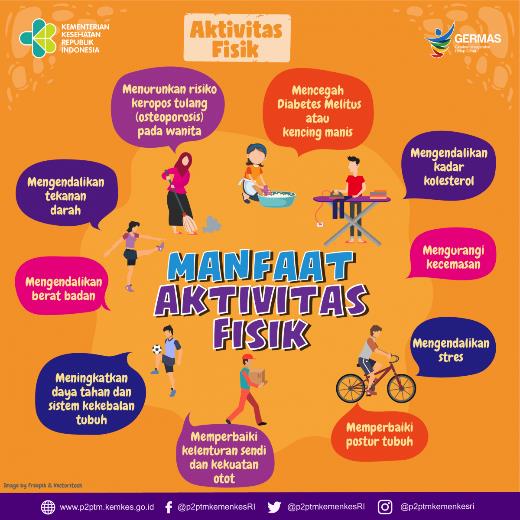 KEMENTERIAN
KESEHATAN
REPUBLIK
INDONESIA
Aktivitas
Fisik
GERMAS
Menurunkan risiko
keropos tulang
(osteoporosis)
pada wanita
Mencegah
Diabetes Melitus
atau
kencing manis
Mengendalikan
kadar
kolesterol
Mengendalikan
tekanan
darah
Mengurangi
kecemasan
MANFAAT
AKTIVITAS
FISIK
Mengendalikan
berat badan
Mengendalikan
stres
Meningkatkan
daya tahan dan
sistem kekebalan
tubuh
Memperbaiki
kelenturan sendi
dan kekuatan
otot
Memperbaiki
postur tubuh
Image by Freepik & Vectorstock
www.p2ptm.kemkes.go.id
@p2ptmkemenkesRI
@p2ptmkemenkesRI
@p2ptmkemenkesri